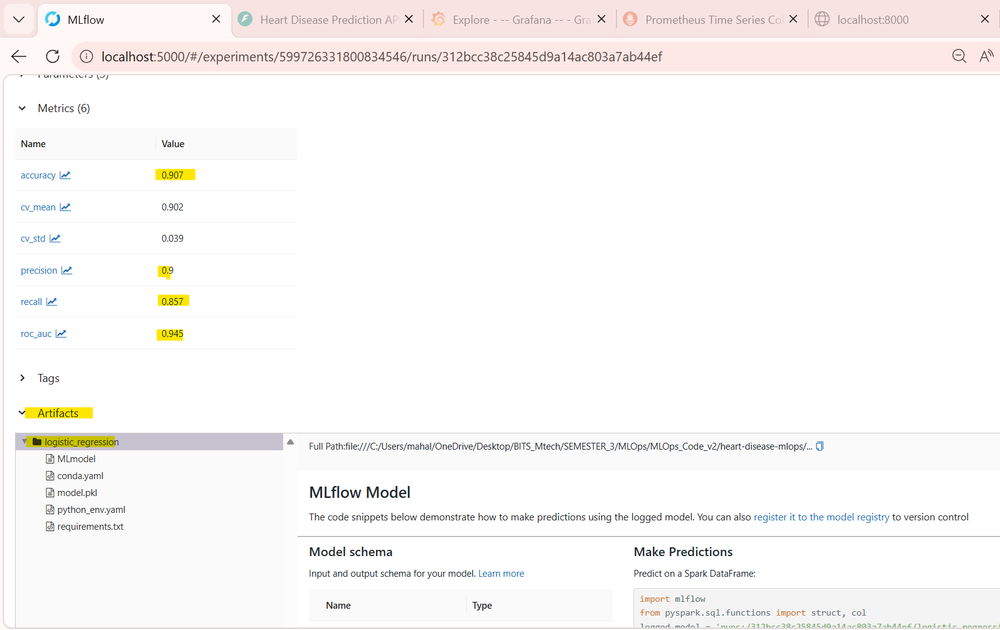 MLflow
Heart Disease Prediction AP
Explore - -- Grafana -- - Gra
Prometheus Time Series Col
localhost:8000
localhost:5000/#/experiments/599726331800834546/runs/312bcc38c25845d9a14ac803a7ab44ef
Parameters (5)
Metrics (6)
Name Value
accuracy 0.907
cv_mean 0.902
cv_std 0.039
precision 0.9
recall 0.857
roc_auc 0.945
Tags
Artifacts
logistic_regression
MLmodel
conda.yaml
model.pkl
python_env.yaml
requirements.txt
Full Path:file:///C:/Users/mahal/OneDrive/Desktop/BITS_Mtech/SEMESTER_3/MLOps/MLOps_Code_v2/heart-disease-mlops/...
MLflow Model
The code snippets below demonstrate how to make predictions using the logged model. You can also register it to the model registry to version control
Model schema
Input and output schema for your model. Learn more
Name Type
Make Predictions
Predict on a Spark DataFrame:
import mlflow
from pyspark.sql.functions import struct, col
logged_model = 'runs:/312bcc38c25845d9a14ac803a7ab44ef/logistic_regressi